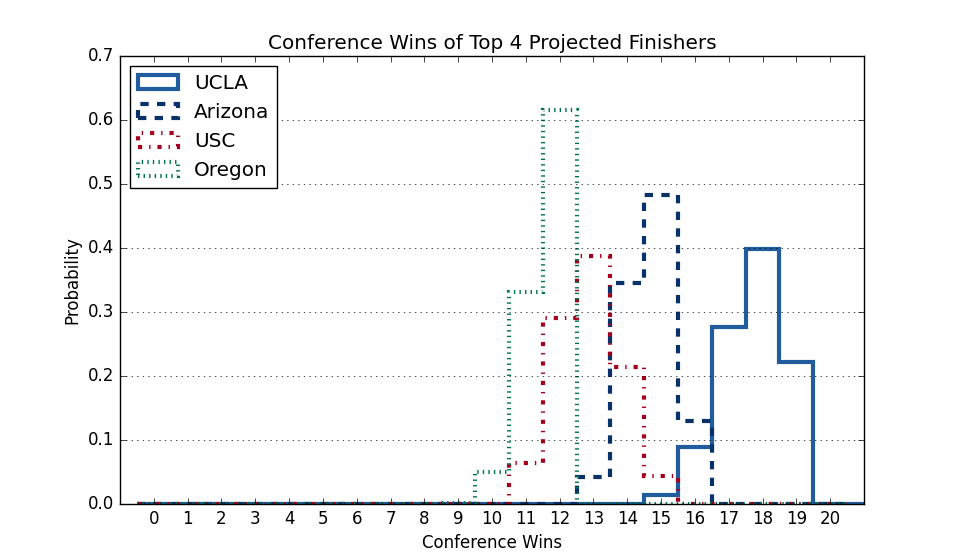 Conference Wins of Top 4 Projected Finishers
0.7
0.6
0.5
0.4
0.3
0.2
0.1
0.0
Probability
UCLA
Arizona
USC
Oregon
0 1 2 3 4 5 6 7 8 9 10 11 12 13 14 15 16 17 18 19 20
Conference Wins